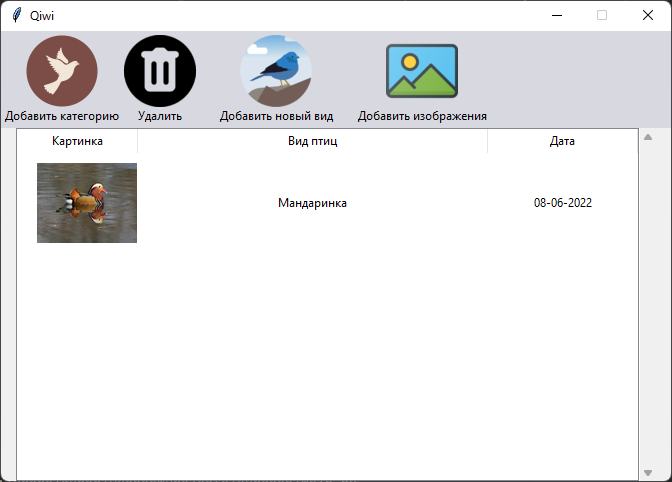 Qiwi
Добавить категорию Удалить Добавить новый вид Добавить изображения
Картинка Вид птиц Дата
Мандаринка 08-06-2022